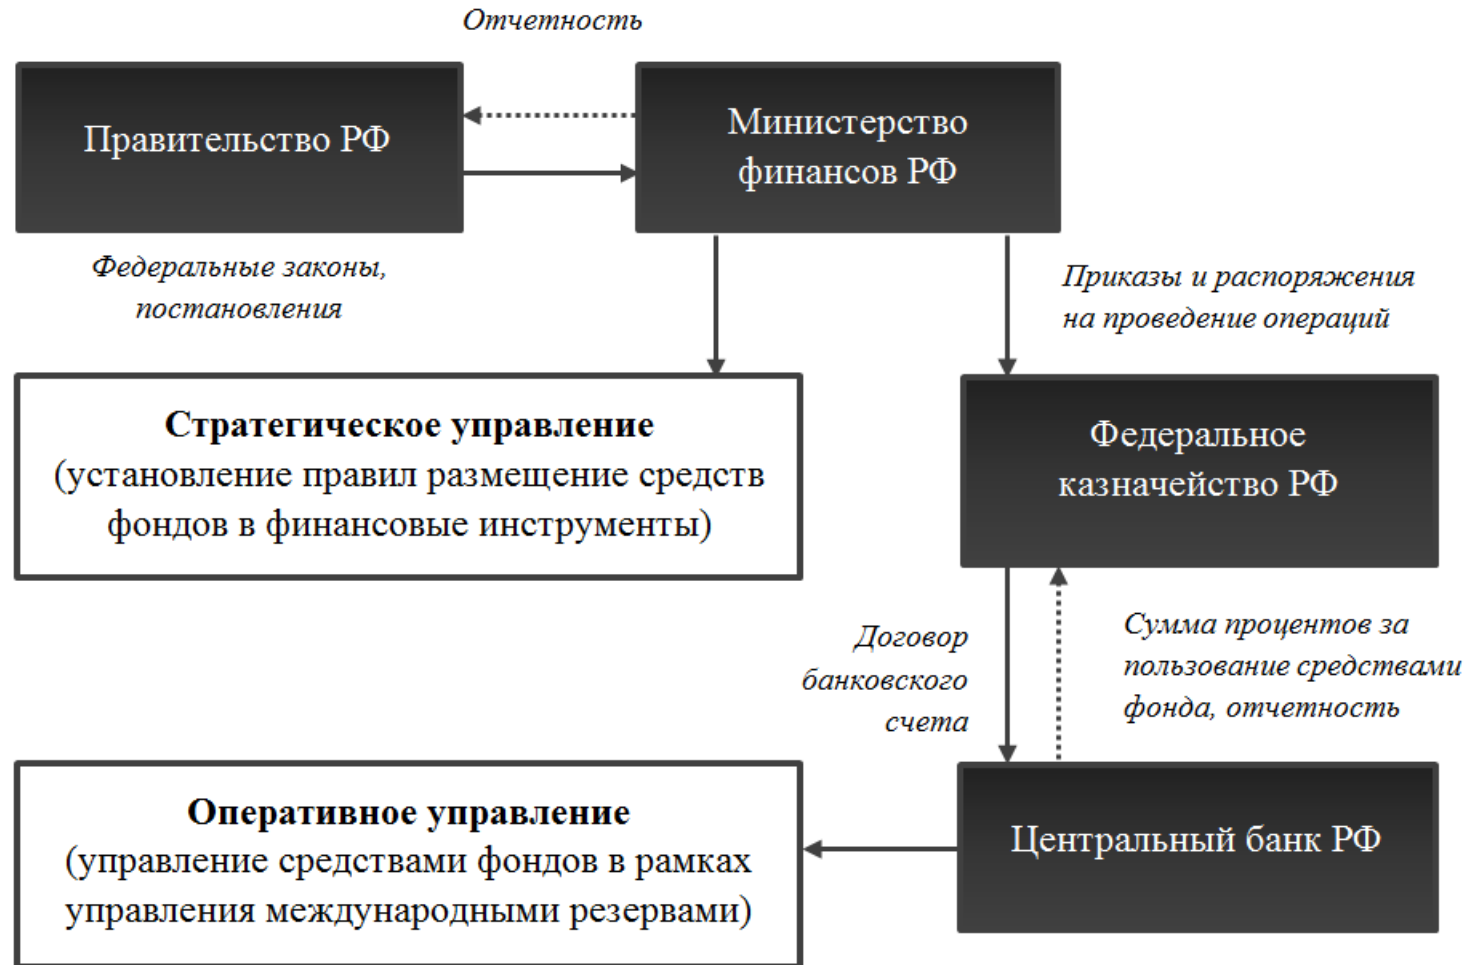 Отчетность
Правительство РФ
Министерство
финансов РФ
Федеральные законы,
постановления
Приказы и распоряжения
на проведение операций
Стратегическое управление
(установление правил размещение средств
фондов в финансовые инструменты)
Федеральное
казначейство РФ
Договор
банковского
счета
Сумма процентов за
пользование средствами
фонда, отчетность
Оперативное управление
(управление средствами фондов в рамках
управления международными резервами)
Центральный банк РФ